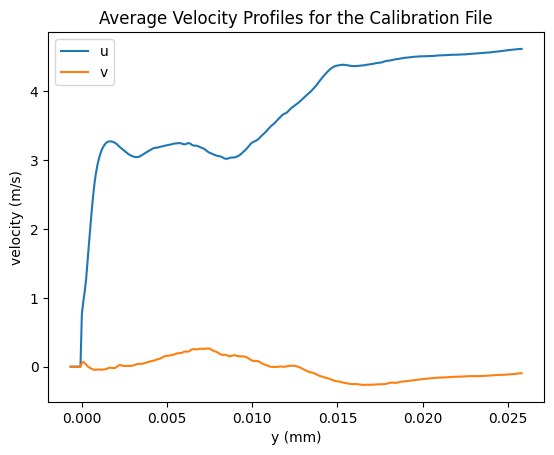 Average Velocity Profiles for the Calibration File
u
v
velocity (m/s)
4
3
2
1
0
0.000
0.005
0.010
0.015
0.020
0.025
y (mm)